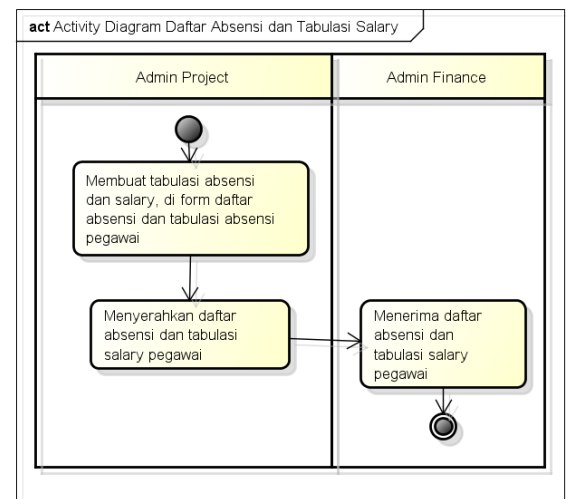 act Activity Diagram Daftar Absensi dan Tabulasi Salary
Admin Project
Admin Finance
Membuat tabulasi absensi
dan salary, di form daftar
absensi dan tabulasi absensi
pegawai
Menyerahkan daftar
absensi dan tabulasi
salary pegawai
Menerima daftar
absensi dan
tabulasi salary
pegawai